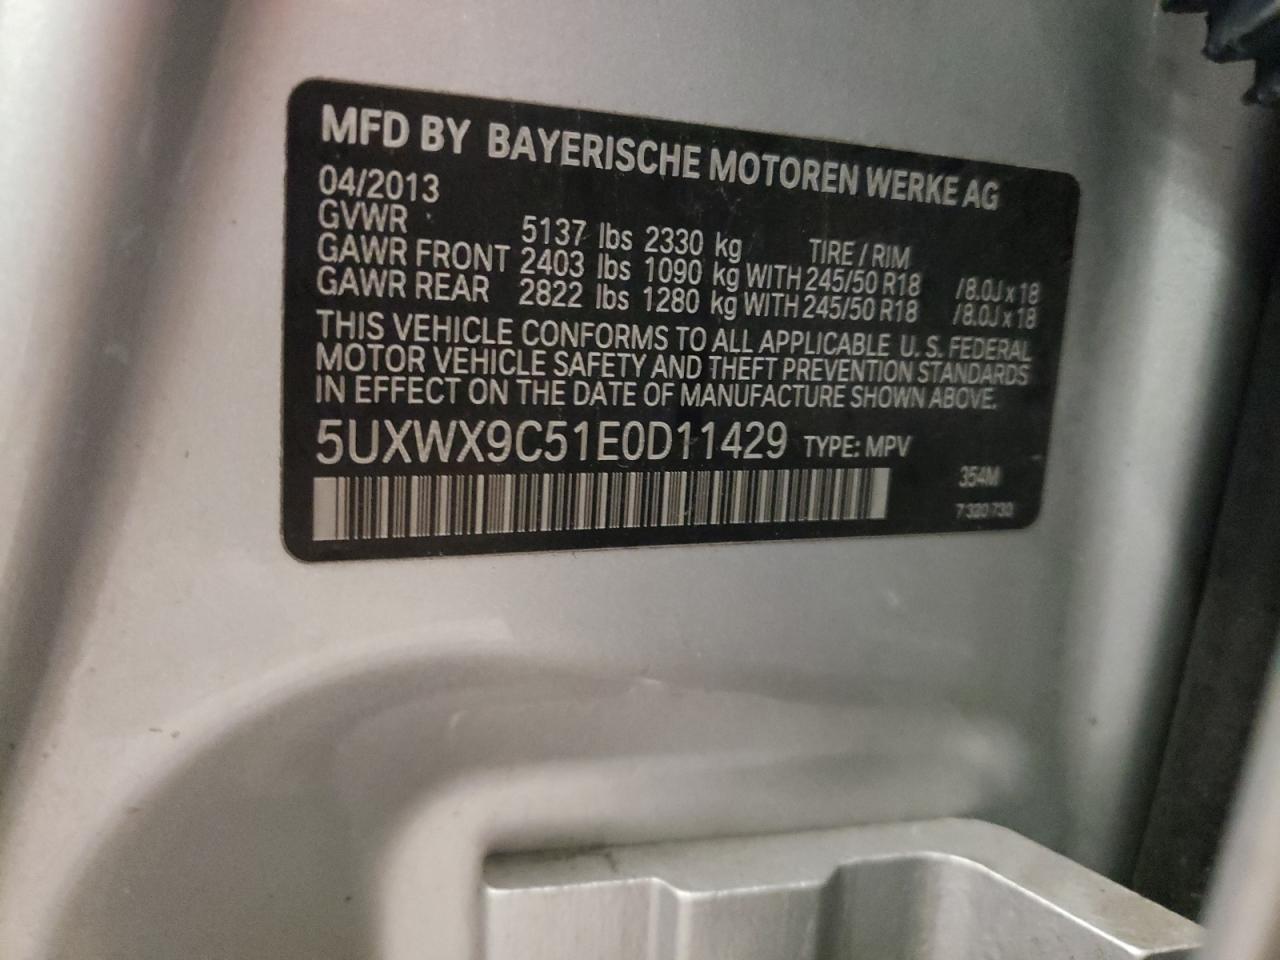 MFD BY BAYERISCHE MOTOREN WERKE AG
04/2013
GVWR 5137 lbs 2330 kg TIRE / RIM
GAWR FRONT 2403 lbs 1090 kg WITH 245/50 R18 /8.0J x 18
GAWR REAR 2822 lbs 1280 kg WITH 245/50 R18 /8.0J x 18
THIS VEHICLE CONFORMS TO ALL APPLICABLE U. S. FEDERAL
MOTOR VEHICLE SAFETY AND THEFT PREVENTION STANDARDS
IN EFFECT ON THE DATE OF MANUFACTURE SHOWN ABOVE.
5UXWX9C51E0D11429 TYPE: MPV
354M
7 320 730